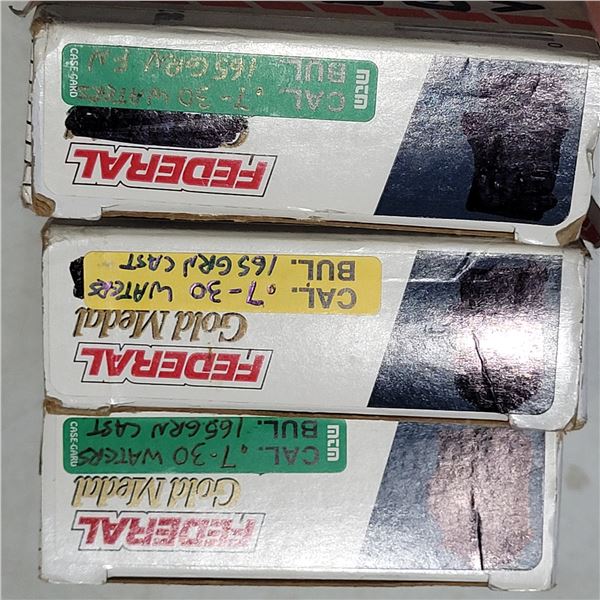 FEDERAL
Gold Medal
CAL. .7-30 WATERS
BUL. 165 GRN CAST
mtm
CASE-GARD
FEDERAL
Gold Medal
CAL. .7-30 WATERS
BUL. 165 GRN CAST
FEDERAL
CAL. .7-30 WATERS
BUL. 165 GRN F.N
mtm
CASE-GARD